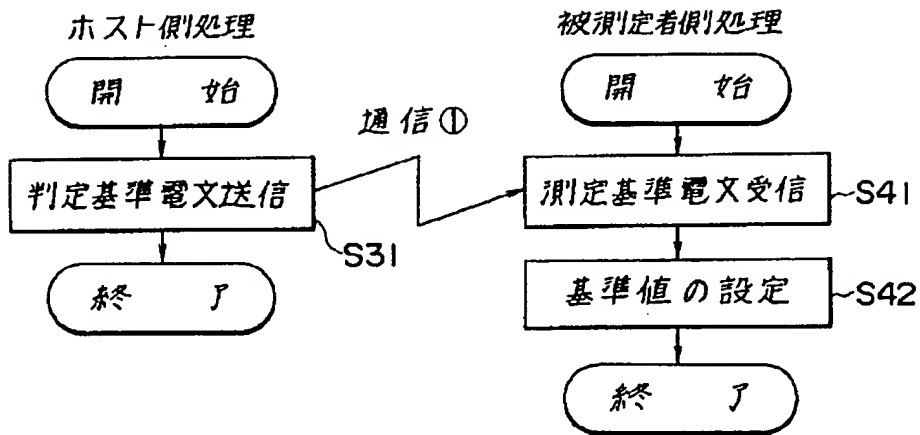 ホスト側処理
開始
判定基準電文送信
S31
終了
通信①
被測定者側処理
開始
測定基準電文受信
S41
基準値の設定
S42
終了